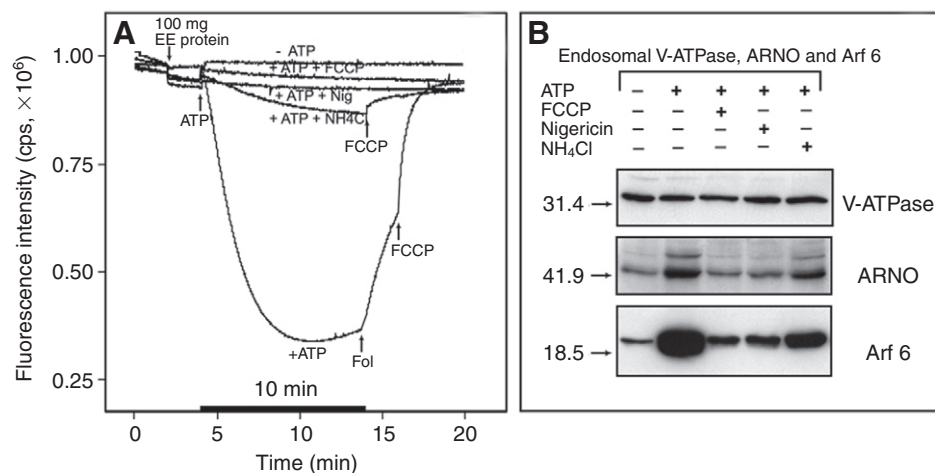 A
100 mg
EE protein
- ATP
+ ATP + FCCP
+ ATP + Nig
+ ATP + NH4Cl
ATP
FCCP
FCCP
+ATP
Fol
10 min
1.00
0.75
0.50
0.25
Fluorescence intensity (cps, ×10⁶)
0 5 10 15 20
Time (min)
B
Endosomal V-ATPase, ARNO and Arf 6
ATP – + + + +
FCCP – – + – –
Nigericin – – – + –
NH₄Cl – – – – +
31.4 V-ATPase
41.9 ARNO
18.5 Arf 6